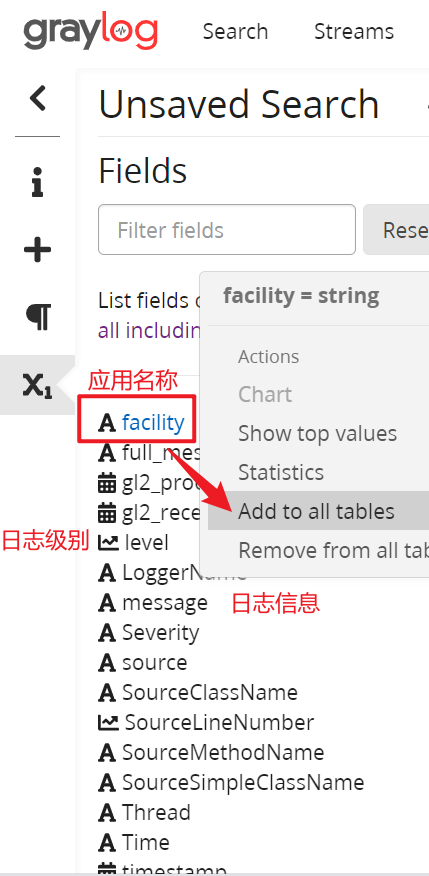 graylog Search Streams
Unsaved Search
Fields
Filter fields Rese
List fields
all includin
facility = string
Actions
Chart
Show top values
Statistics
Add to all tables
Remove from all tab
应用名称
facility
full_mes
gl2_pro
gl2_rece
日志级别 level
LoggerName
message 日志信息
Severity
source
SourceClassName
SourceLineNumber
SourceMethodName
SourceSimpleClassName
Thread
Time
timestamp